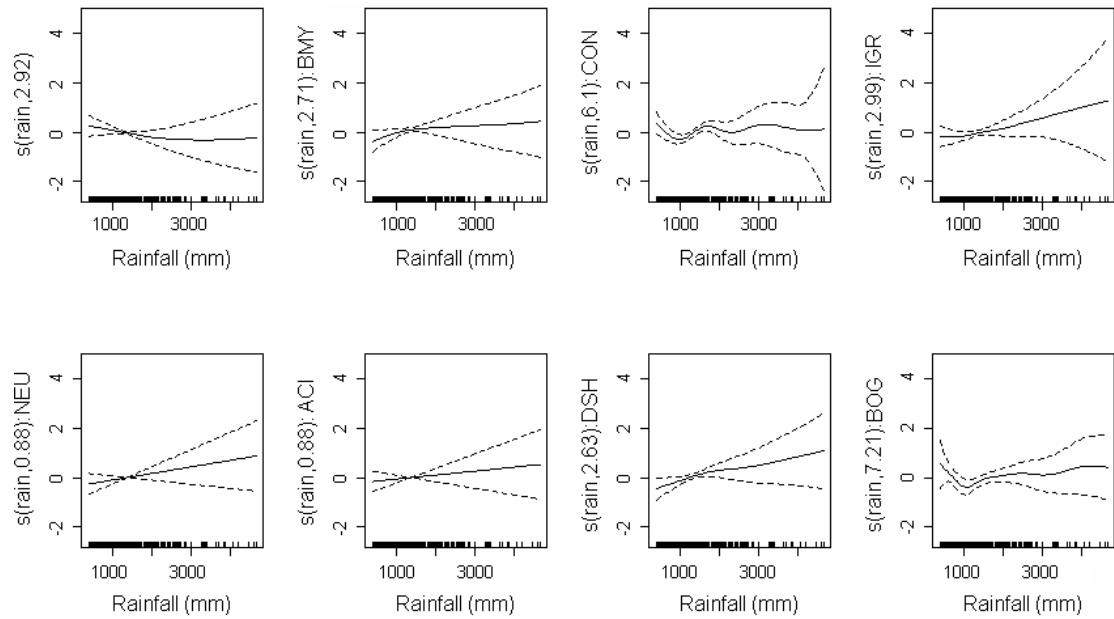 s(rain,2.92)
4
2
0
-2
1000 3000
Rainfall (mm)
s(rain,2.71):BMY
4
2
0
-2
1000 3000
Rainfall (mm)
s(rain,6.1):CON
4
2
0
-2
1000 3000
Rainfall (mm)
s(rain,2.99):IGR
4
2
0
-2
1000 3000
Rainfall (mm)
s(rain,0.88):NEU
4
2
0
-2
1000 3000
Rainfall (mm)
s(rain,0.88):ACI
4
2
0
-2
1000 3000
Rainfall (mm)
s(rain,2.63):DSH
4
2
0
-2
1000 3000
Rainfall (mm)
s(rain,7.21):BOG
4
2
0
-2
1000 3000
Rainfall (mm)